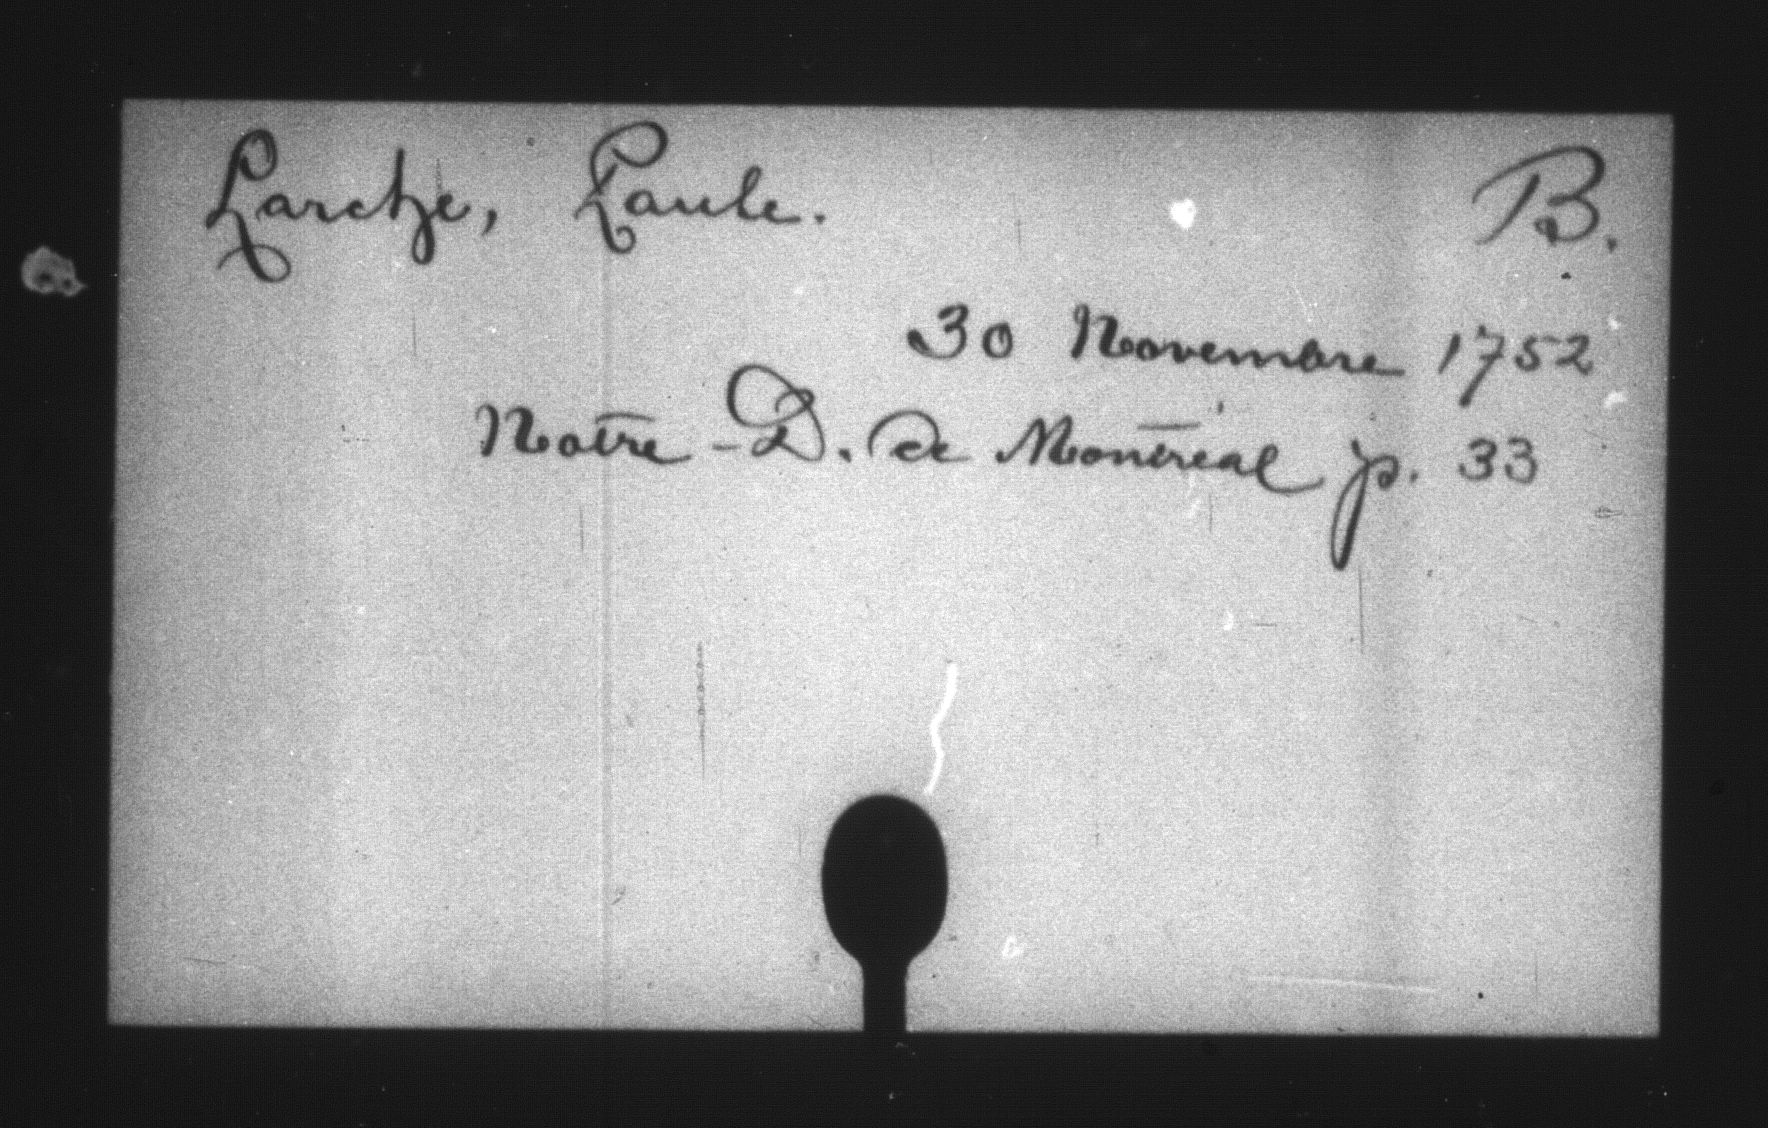 Larche, Paule. B.
30 Novembre 1752
Notre-D. de Montréal p. 33